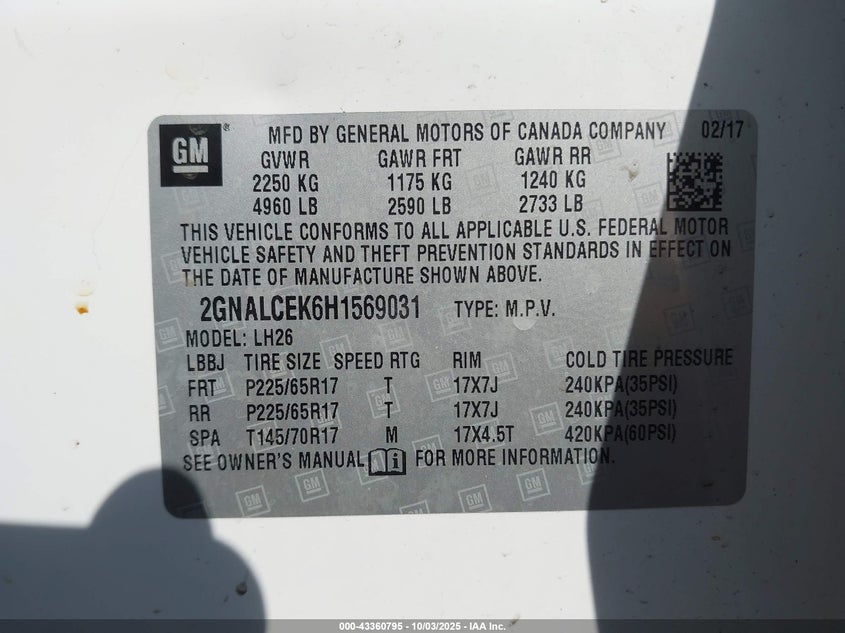 GM ® MFD BY GENERAL MOTORS OF CANADA COMPANY 02/17
GVWR GAWR FRT GAWR RR
2250 KG 1175 KG 1240 KG
4960 LB 2590 LB 2733 LB
THIS VEHICLE CONFORMS TO ALL APPLICABLE U.S. FEDERAL MOTOR
VEHICLE SAFETY AND THEFT PREVENTION STANDARDS IN EFFECT ON
THE DATE OF MANUFACTURE SHOWN ABOVE.
2GNALCEK6H1569031 TYPE: M.P.V.
MODEL: LH26
LBBJ TIRE SIZE SPEED RTG RIM COLD TIRE PRESSURE
FRT P225/65R17 T 17X7J 240KPA(35PSI)
RR P225/65R17 T 17X7J 240KPA(35PSI)
SPA T145/70R17 M 17X4.5T 420KPA(60PSI)
SEE OWNER'S MANUAL i FOR MORE INFORMATION.
000-43360795 - 10/03/2025 - IAA Inc.